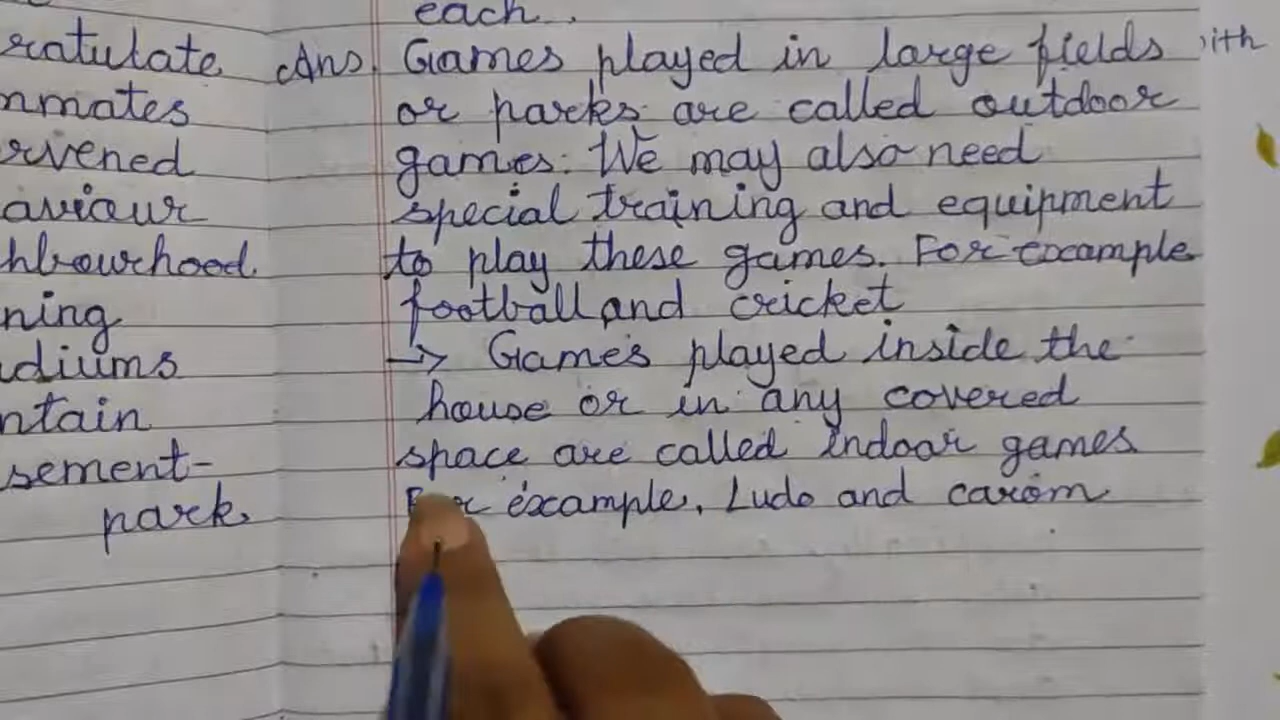 each.
ratulate
nmates
rvened
aviour
hbourhood
ning
diums
ntain
sement-
park
Ans Games played in large fields
or parks are called outdoor
games. We may also need
special training and equipment
to play these games. For example
football and cricket
→ Games played inside the
house or in any covered
space are called indoor games
For example, Ludo and carom
ith